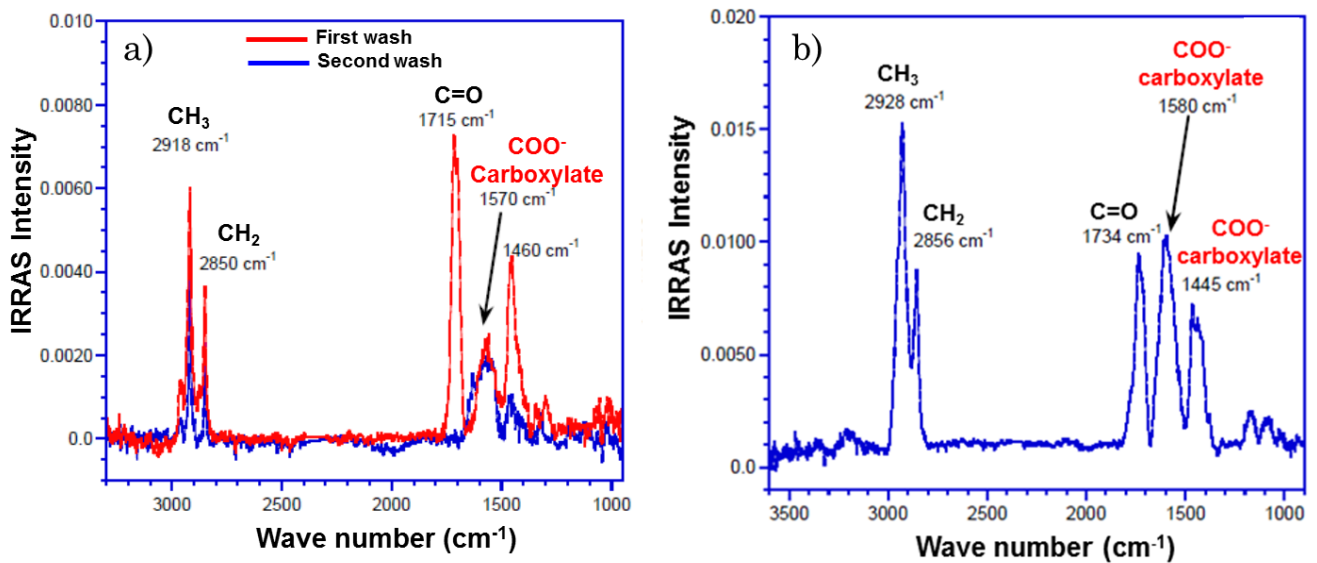 a)
First wash
Second wash
CH3
2918 cm-1
CH2
2850 cm-1
C=O
1715 cm-1
COO-
Carboxylate
1570 cm-1
1460 cm-1
0.010
0.0080
0.0060
0.0040
0.0020
0.0
IRRAS Intensity
3000
2500
2000
1500
1000
Wave number (cm-1)
b)
CH3
2928 cm-1
CH2
2856 cm-1
C=O
1734 cm-1
COO-
carboxylate
1580 cm-1
COO-
carboxylate
1445 cm-1
0.020
0.015
0.0100
0.0050
0.0
IRRAS Intensity
3500
3000
2500
2000
1500
1000
Wave number (cm-1)